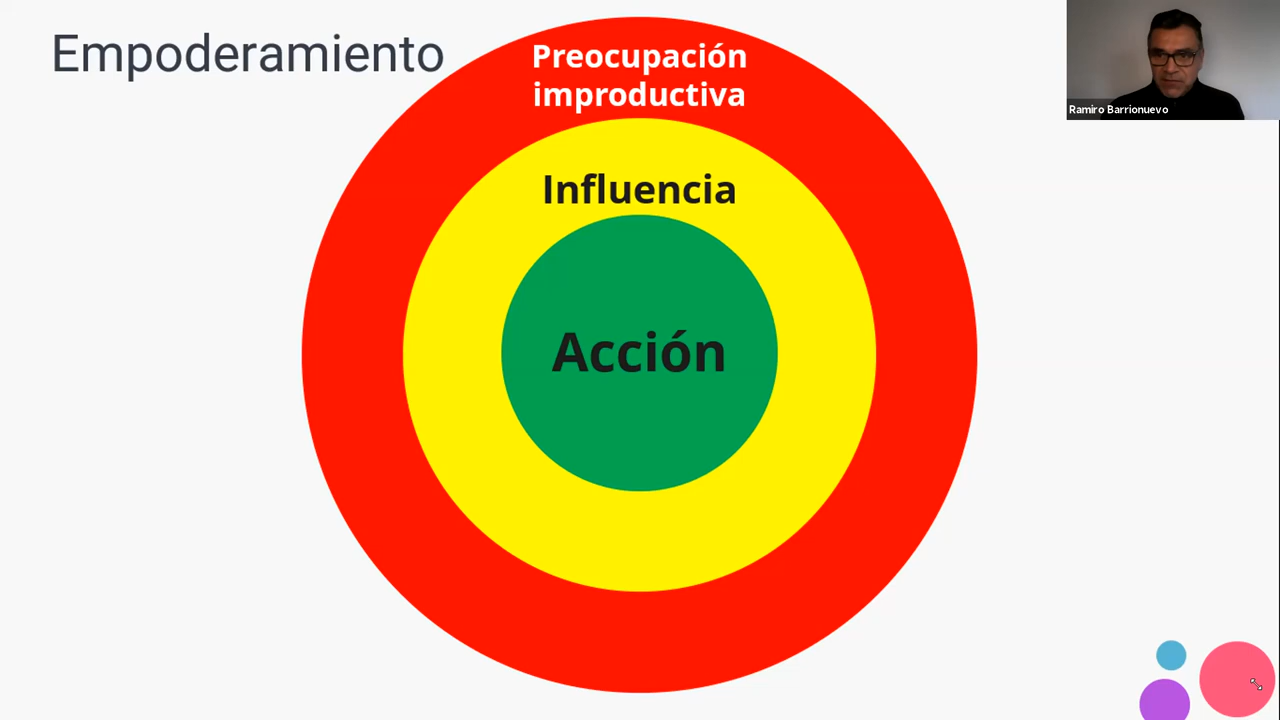 Empoderamiento
Preocupación
improductiva
Influencia
Acción
Ramiro Barrionuevo